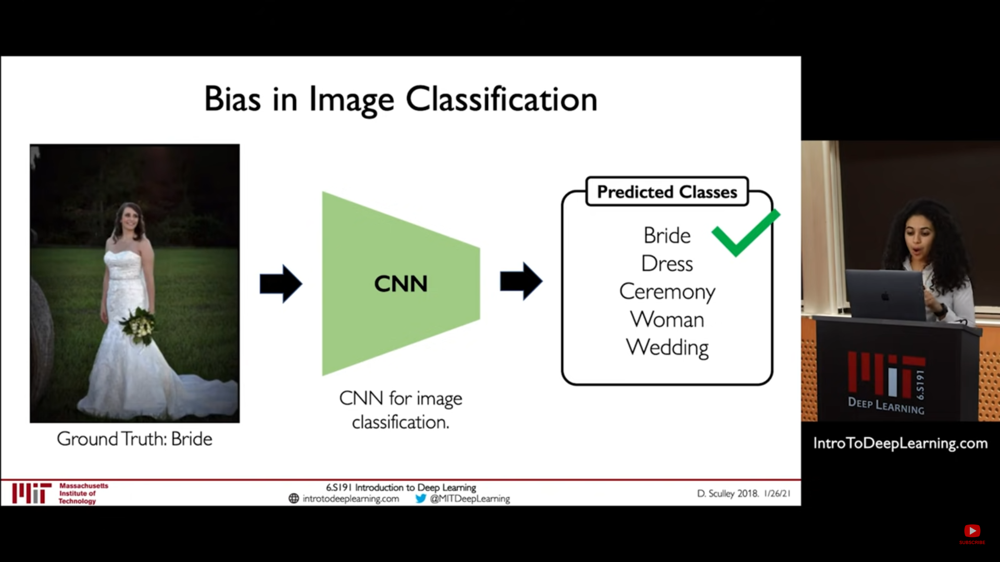 Bias in Image Classification
Predicted Classes
Bride
Dress
Ceremony
Woman
Wedding
CNN
CNN for image
classification.
Ground Truth: Bride
MIT
6.S191
DEEP LEARNING
IntroToDeepLearning.com
Massachusetts
Institute of
Technology
6.S191 Introduction to Deep Learning
introtodeeplearning.com
@MITDeepLearning
D. Sculley 2018. 1/26/21
SUBSCRIBE